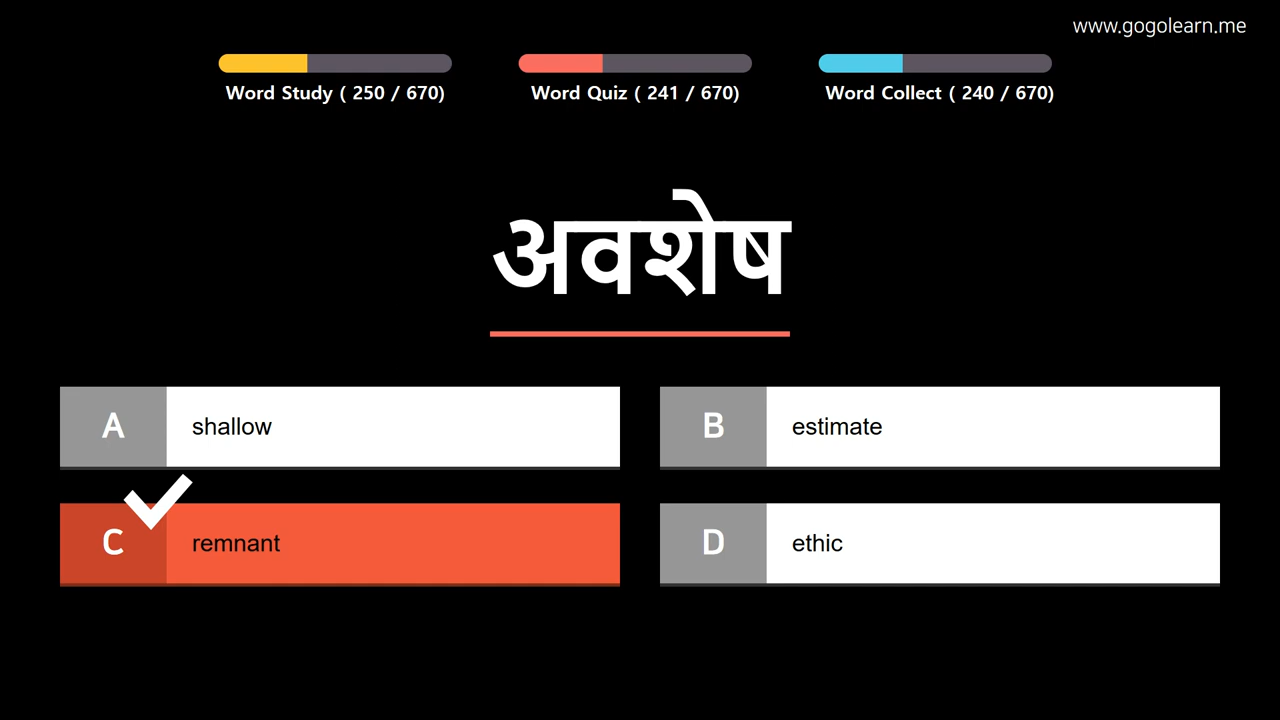 www.gogolearn.me
Word Study ( 250 / 670)
Word Quiz ( 241 / 670)
Word Collect ( 240 / 670)
अवशेष
A shallow
B estimate
C remnant
D ethic